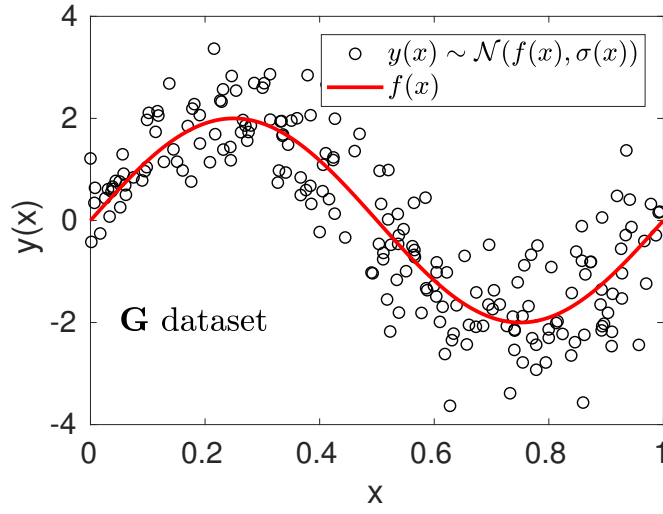 y(x) ∼ 𝒩(f(x), σ(x))
f(x)
4
2
0
-2
-4
y(x)
G dataset
0
0.2
0.4
0.6
0.8
1
x